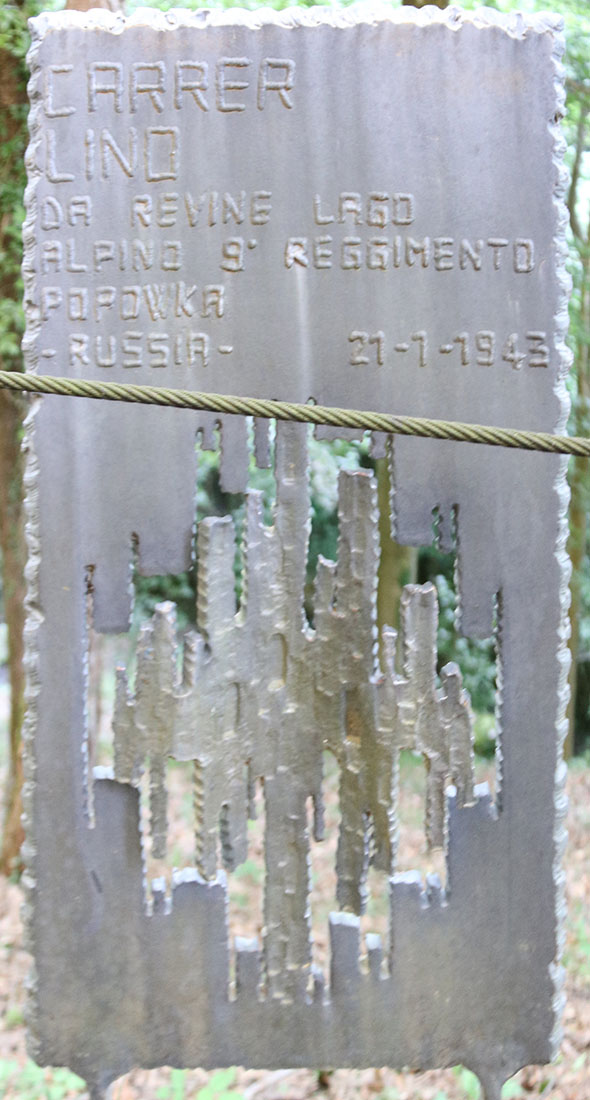 CARRER
LINO
DA REVINE LAGO
ALPINO 9° REGGIMENTO
POPOWKA
-RUSSIA- 21-1-1943